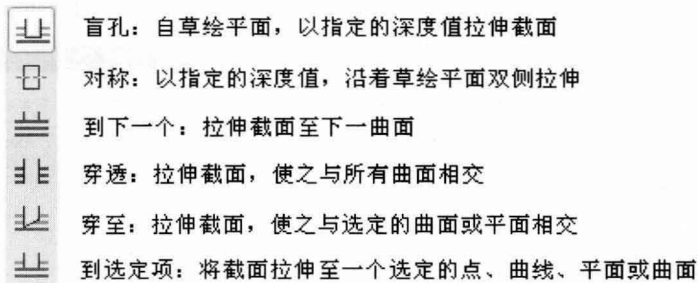 盲孔：自草绘平面，以指定的深度值拉伸截面
对称：以指定的深度值，沿着草绘平面双侧拉伸
到下一个：拉伸截面至下一曲面
穿透：拉伸截面，使之与所有曲面相交
穿至：拉伸截面，使之与选定的曲面或平面相交
到选定项：将截面拉伸至一个选定的点、曲线、平面或曲面